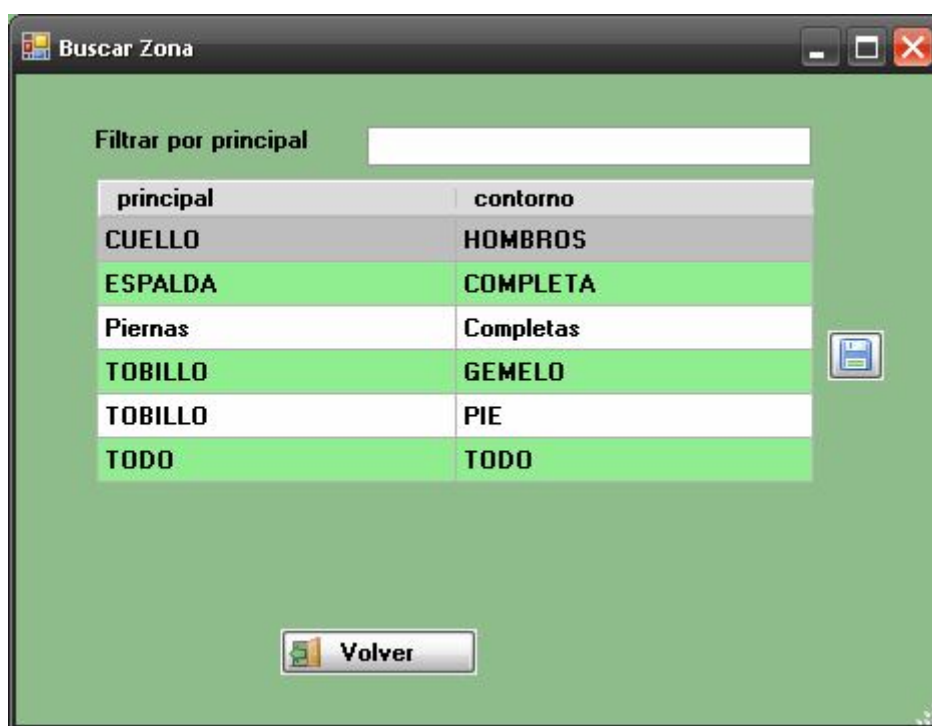 Buscar Zona
Filtrar por principal
principal contorno
CUELLO HOMBROS
ESPALDA COMPLETA
Piernas Completas
TOBILLO GEMELO
TOBILLO PIE
TODO TODO
Volver